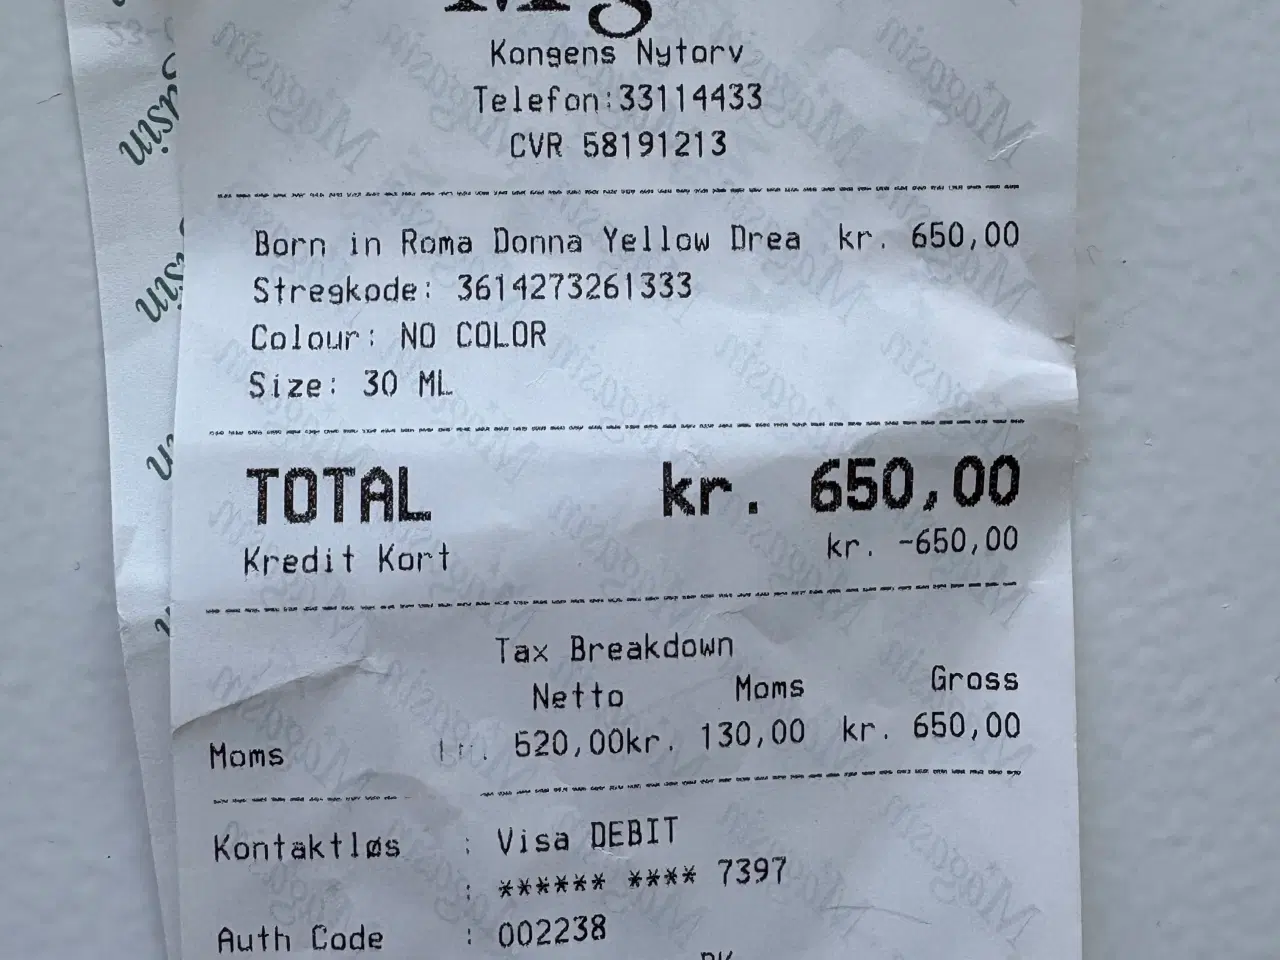 Kongens Nytorv
Telefon:33114433
CVR 58191213
Born in Roma Donna Yellow Drea kr. 650,00
Stregkode: 3614273261333
Colour: NO COLOR
Size: 30 ML
TOTAL kr. 650,00
Kredit Kort kr. -650,00
Tax Breakdown
Netto Moms Gross
Moms 520,00kr. 130,00 kr. 650,00
Kontaktløs : Visa DEBIT
: ****** **** 7397
Auth Code : 002238